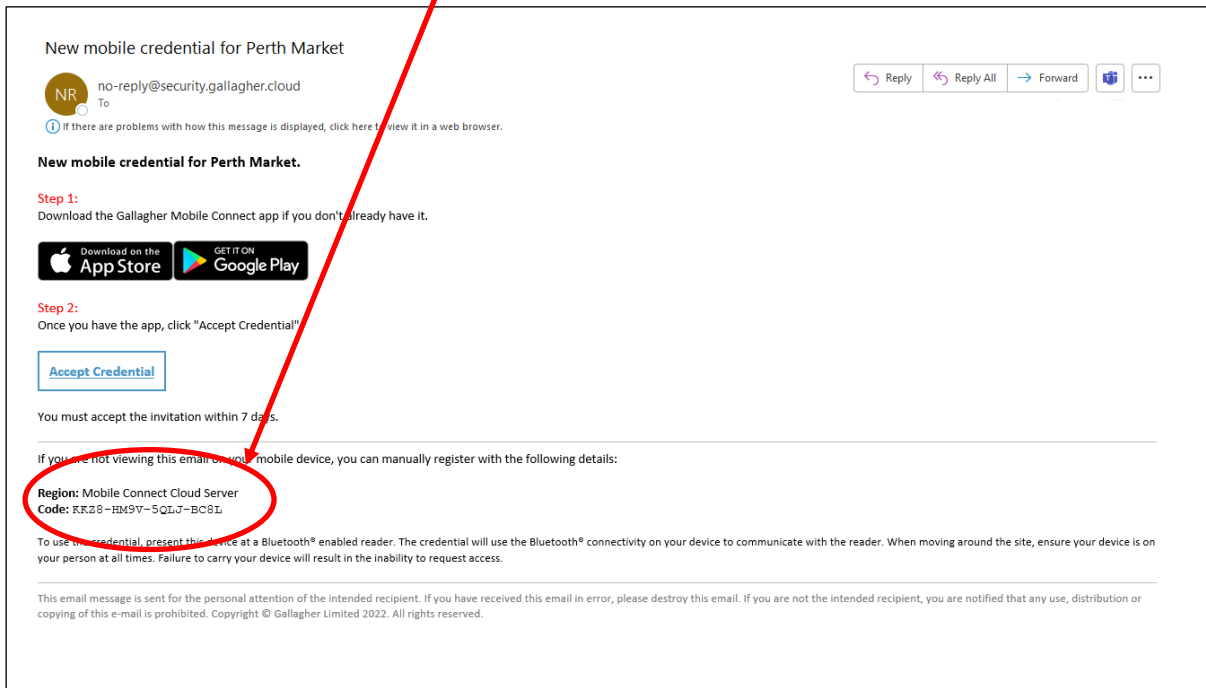 New mobile credential for Perth Market
NR
no-reply@security.gallagher.cloud
To
Reply
Reply All
Forward
If there are problems with how this message is displayed, click here to view it in a web browser.
New mobile credential for Perth Market.
Step 1:
Download the Gallagher Mobile Connect app if you don't already have it.
Download on the
App Store
GET IT ON
Google Play
Step 2:
Once you have the app, click "Accept Credential"
Accept Credential
You must accept the invitation within 7 days.
If you are not viewing this email on your mobile device, you can manually register with the following details:
Region: Mobile Connect Cloud Server
Code: KKZ8-HM9V-5QLJ-BC8L
To use the credential, present this device at a Bluetooth® enabled reader. The credential will use the Bluetooth® connectivity on your device to communicate with the reader. When moving around the site, ensure your device is on
your person at all times. Failure to carry your device will result in the inability to request access.
This email message is sent for the personal attention of the intended recipient. If you have received this email in error, please destroy this email. If you are not the intended recipient, you are notified that any use, distribution or
copying of this e-mail is prohibited. Copyright © Gallagher Limited 2022. All rights reserved.